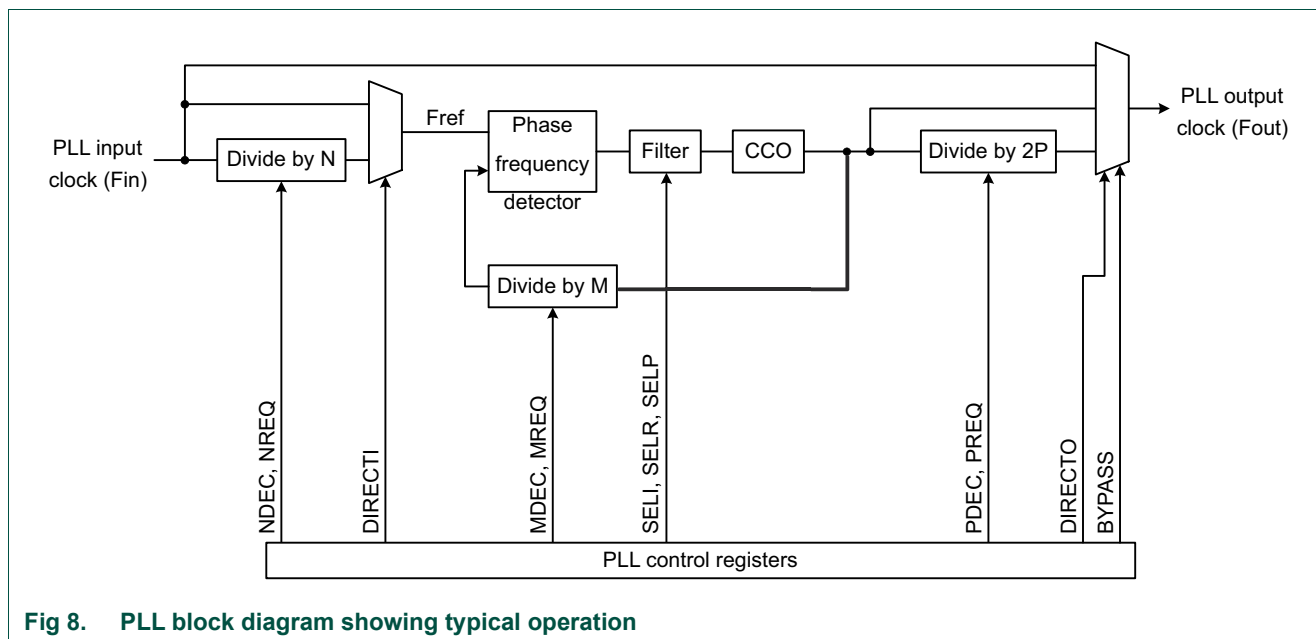 PLL input
clock (Fin)
Divide by N
Fref
Phase
frequency
detector
Filter
CCO
Divide by 2P
PLL output
clock (Fout)
Divide by M
NDEC, NREQ
DIRECTI
MDEC, MREQ
SELI, SELR, SELP
PDEC, PREQ
DIRECTO
BYPASS
PLL control registers
Fig 8. PLL block diagram showing typical operation